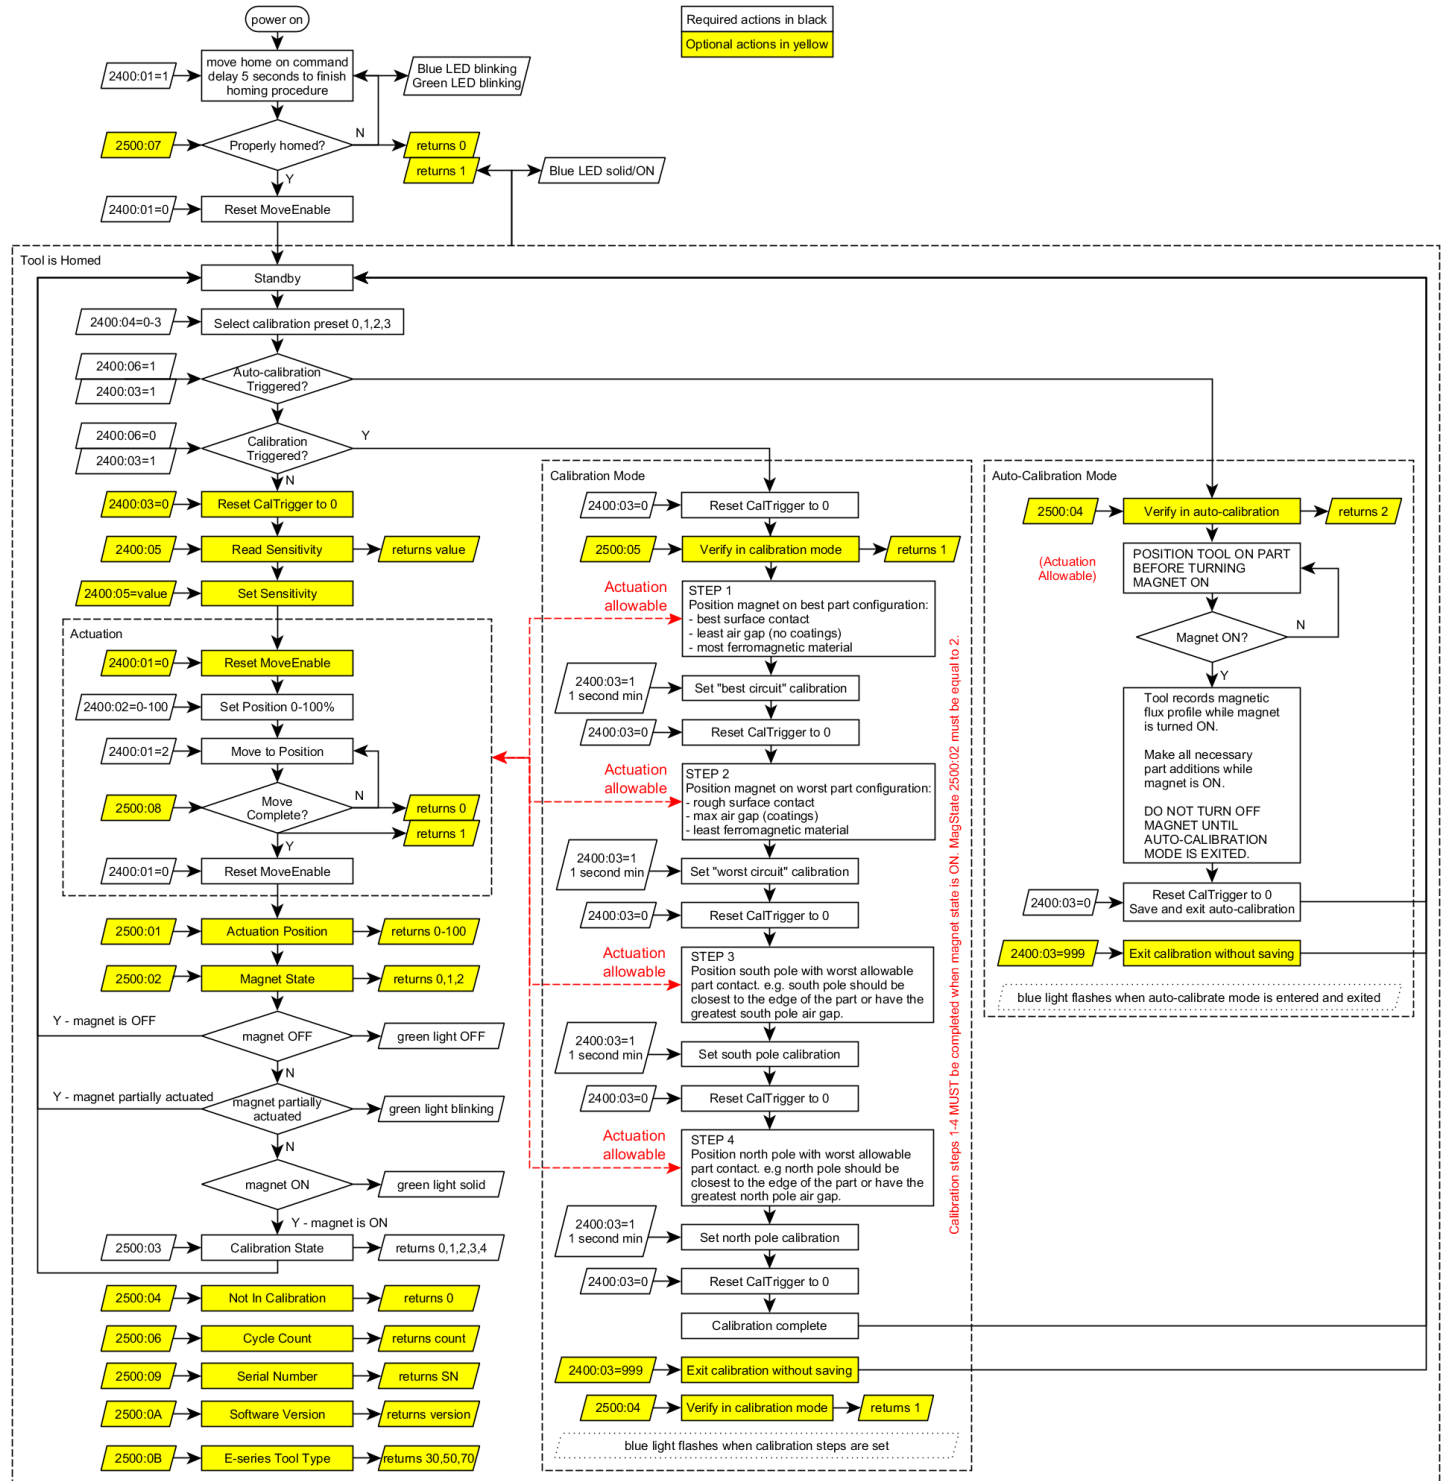 power on
Required actions in black
Optional actions in yellow
2400:01=1
move home on command
delay 5 seconds to finish
homing procedure
Blue LED blinking
Green LED blinking
2500:07
Properly homed?
N
returns 0
returns 1
Blue LED solid/ON
Y
2400:01=0
Reset MoveEnable
Tool is Homed
Standby
2400:04=0-3
Select calibration preset 0,1,2,3
2400:06=1
2400:03=1
Auto-calibration
Triggered?
2400:06=0
2400:03=1
Calibration
Triggered?
Y
N
2400:03=0
Reset CalTrigger to 0
2400:05
Read Sensitivity
returns value
2400:05=value
Set Sensitivity
Actuation
2400:01=0
Reset MoveEnable
2400:02=0-100
Set Position 0-100%
2400:01=2
Move to Position
2500:08
Move
Complete?
N
returns 0
returns 1
Y
2400:01=0
Reset MoveEnable
2500:01
Actuation Position
returns 0-100
2500:02
Magnet State
returns 0,1,2
Y - magnet is OFF
magnet OFF
green light OFF
N
Y - magnet partially actuated
magnet partially
actuated
green light blinking
N
magnet ON
green light solid
Y - magnet is ON
2500:03
Calibration State
returns 0,1,2,3,4
2500:04
Not In Calibration
returns 0
2500:06
Cycle Count
returns count
2500:09
Serial Number
returns SN
2500:0A
Software Version
returns version
2500:0B
E-series Tool Type
returns 30,50,70
Calibration Mode
2400:03=0
Reset CalTrigger to 0
2500:05
Verify in calibration mode
returns 1
Actuation
allowable
STEP 1
Position magnet on best part configuration:
- best surface contact
- least air gap (no coatings)
- most ferromagnetic material
2400:03=1
1 second min
Set "best circuit" calibration
2400:03=0
Reset CalTrigger to 0
Actuation
allowable
STEP 2
Position magnet on worst part configuration:
- rough surface contact
- max air gap (coatings)
- least ferromagnetic material
2400:03=1
1 second min
Set "worst circuit" calibration
2400:03=0
Reset CalTrigger to 0
Actuation
allowable
STEP 3
Position south pole with worst allowable
part contact. e.g. south pole should be
closest to the edge of the part or have the
greatest south pole air gap.
2400:03=1
1 second min
Set south pole calibration
2400:03=0
Reset CalTrigger to 0
Actuation
allowable
STEP 4
Position north pole with worst allowable
part contact. e.g north pole should be
closest to the edge of the part or have the
greatest north pole air gap.
2400:03=1
1 second min
Set north pole calibration
2400:03=0
Reset CalTrigger to 0
Calibration complete
2400:03=999
Exit calibration without saving
2500:04
Verify in calibration mode
returns 1
blue light flashes when calibration steps are set
Calibration steps 1-4 MUST be completed when magnet state is ON. MagState 2500:02 must be equal to 2.
Auto-Calibration Mode
2500:04
Verify in auto-calibration
returns 2
(Actuation
Allowable)
POSITION TOOL ON PART
BEFORE TURNING
MAGNET ON
Magnet ON?
N
Y
Tool records magnetic
flux profile while magnet
is turned ON.
Make all necessary
part additions while
magnet is ON.
DO NOT TURN OFF
MAGNET UNTIL
AUTO-CALIBRATION
MODE IS EXITED.
2400:03=0
Reset CalTrigger to 0
Save and exit auto-calibration
2400:03=999
Exit calibration without saving
blue light flashes when auto-calibrate mode is entered and exited